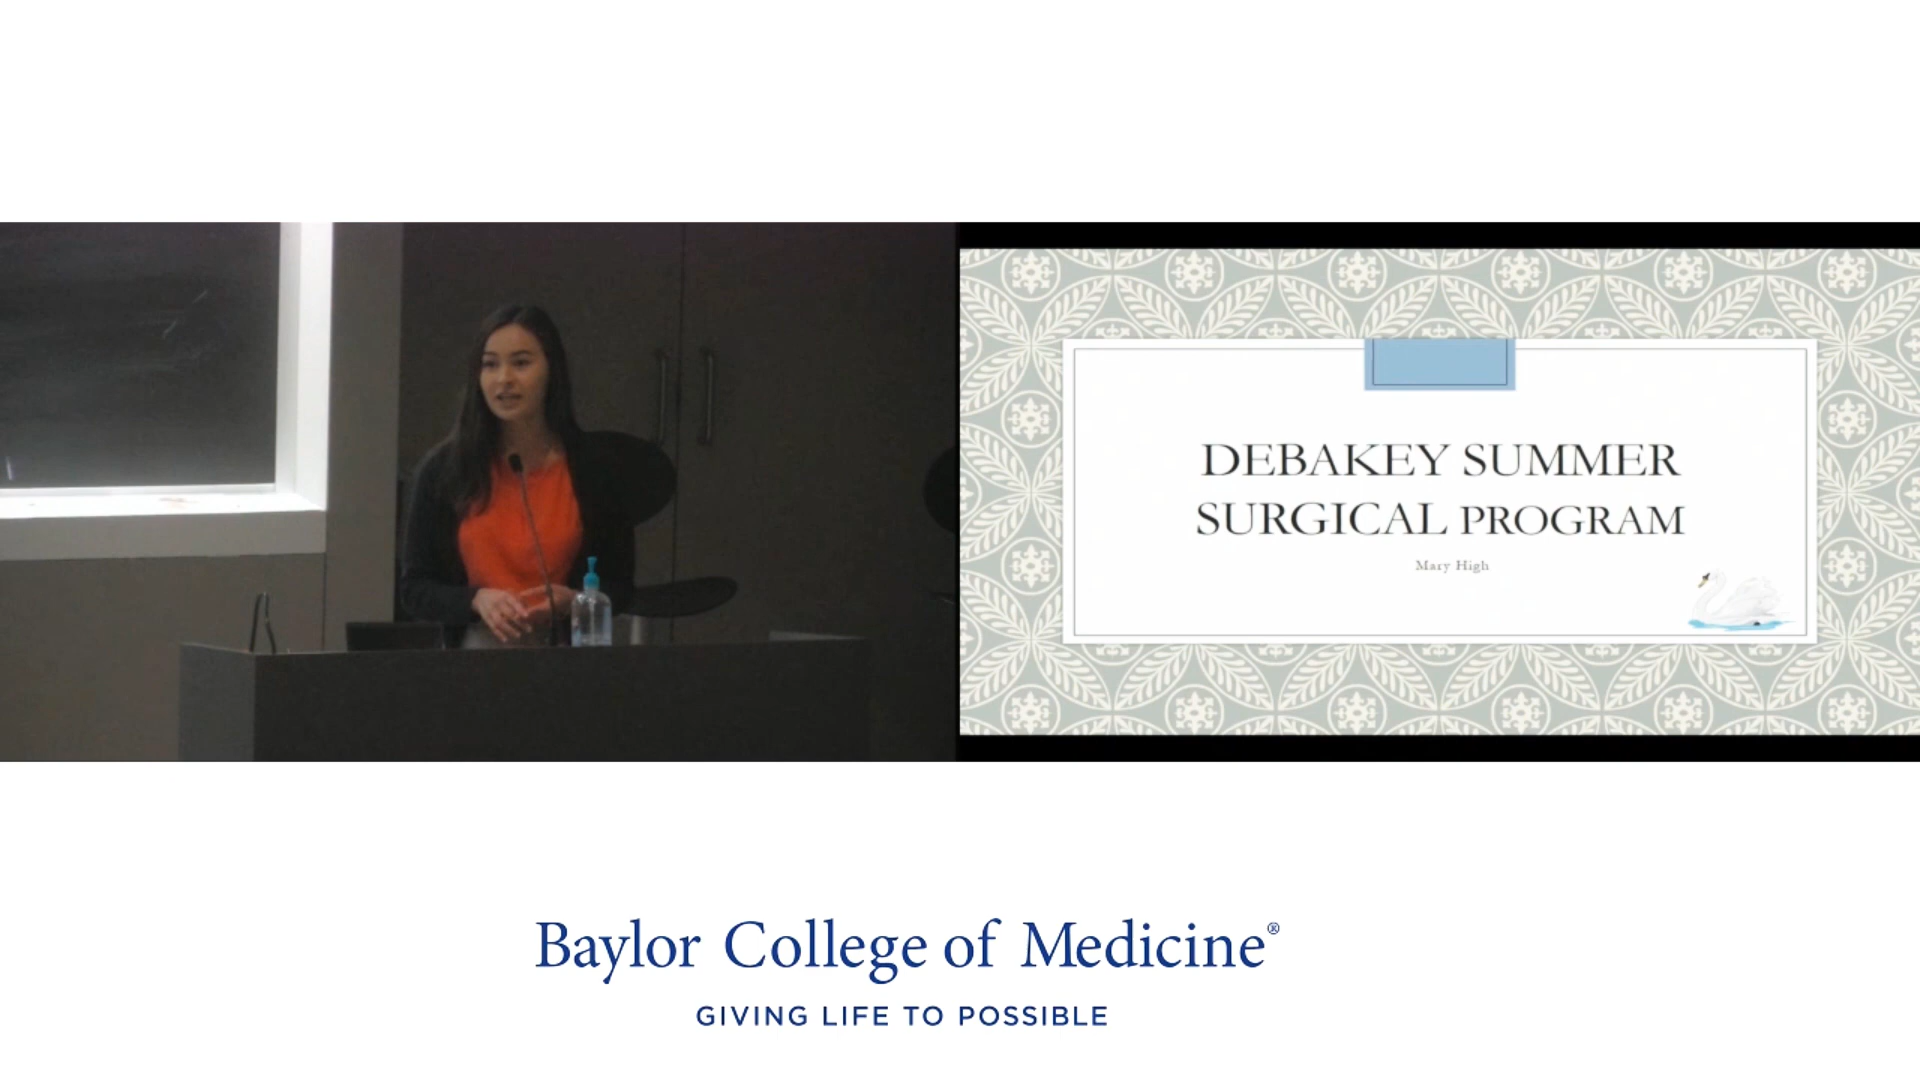 DEBAKEY SUMMER
SURGICAL PROGRAM
Mary High
Baylor College of Medicine®
GIVING LIFE TO POSSIBLE